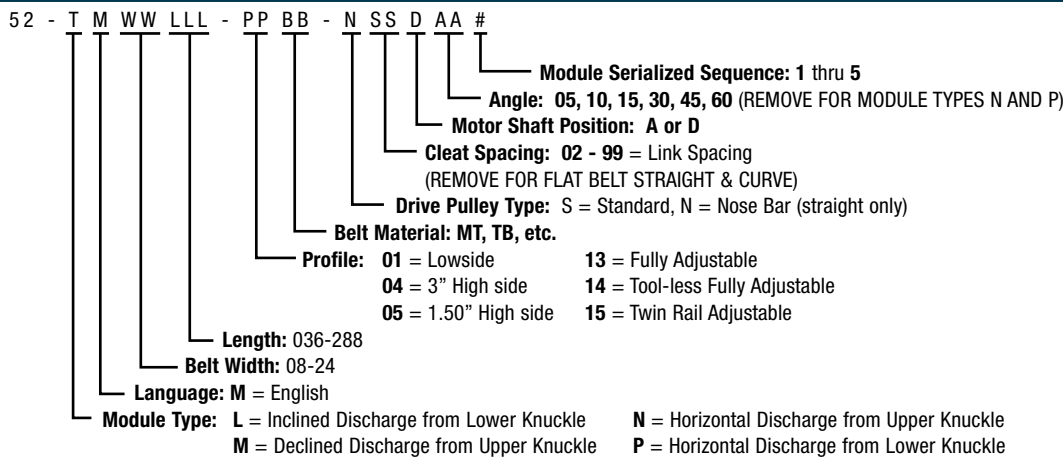 52 - T M WW LLL - PP BB - N SS D AA #
Module Serialized Sequence: 1 thru 5
Angle: 05, 10, 15, 30, 45, 60 (REMOVE FOR MODULE TYPES N AND P)
Motor Shaft Position: A or D
Cleat Spacing: 02 - 99 = Link Spacing
(REMOVE FOR FLAT BELT STRAIGHT & CURVE)
Drive Pulley Type: S = Standard, N = Nose Bar (straight only)
Belt Material: MT, TB, etc.
Profile: 01 = Lowside 13 = Fully Adjustable
04 = 3” High side 14 = Tool-less Fully Adjustable
05 = 1.50” High side 15 = Twin Rail Adjustable
Length: 036-288
Belt Width: 08-24
Language: M = English
Module Type: L = Inclined Discharge from Lower Knuckle N = Horizontal Discharge from Upper Knuckle
M = Declined Discharge from Upper Knuckle P = Horizontal Discharge from Lower Knuckle